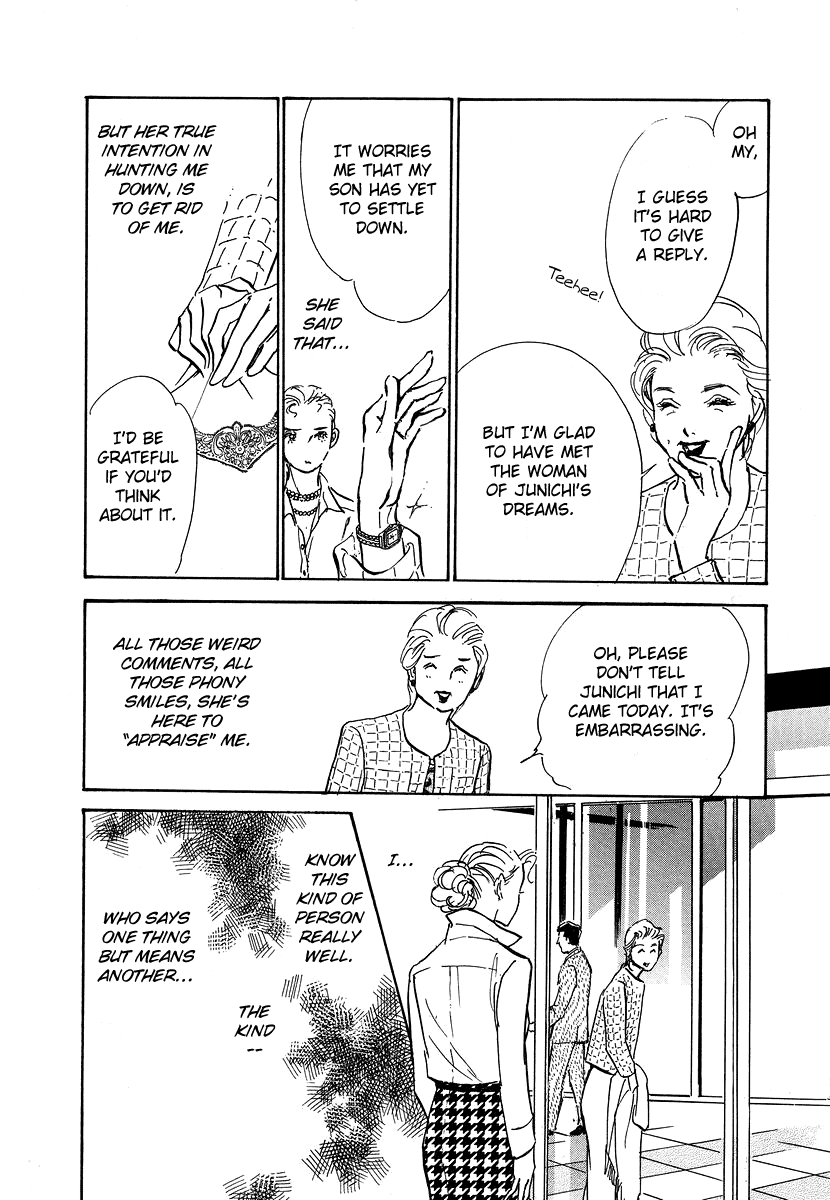 OH
MY,
I GUESS
IT'S HARD
TO GIVE
A REPLY.
Teehee!
BUT I'M GLAD
TO HAVE MET
THE WOMAN
OF JUNICHI'S
DREAMS.
IT WORRIES
ME THAT MY
SON HAS YET
TO SETTLE
DOWN.
SHE
SAID
THAT...
BUT HER TRUE
INTENTION IN
HUNTING ME
DOWN, IS
TO GET RID
OF ME.
I'D BE
GRATEFUL
IF YOU'D
THINK
ABOUT IT.
OH, PLEASE
DON'T TELL
JUNICHI THAT I
CAME TODAY. IT'S
EMBARRASSING.
ALL THOSE WEIRD
COMMENTS, ALL
THOSE PHONY
SMILES, SHE'S
HERE TO
"APPRAISE" ME.
I...
KNOW
THIS
KIND OF
PERSON
REALLY
WELL.
THE
KIND
--
WHO SAYS
ONE THING
BUT MEANS
ANOTHER...